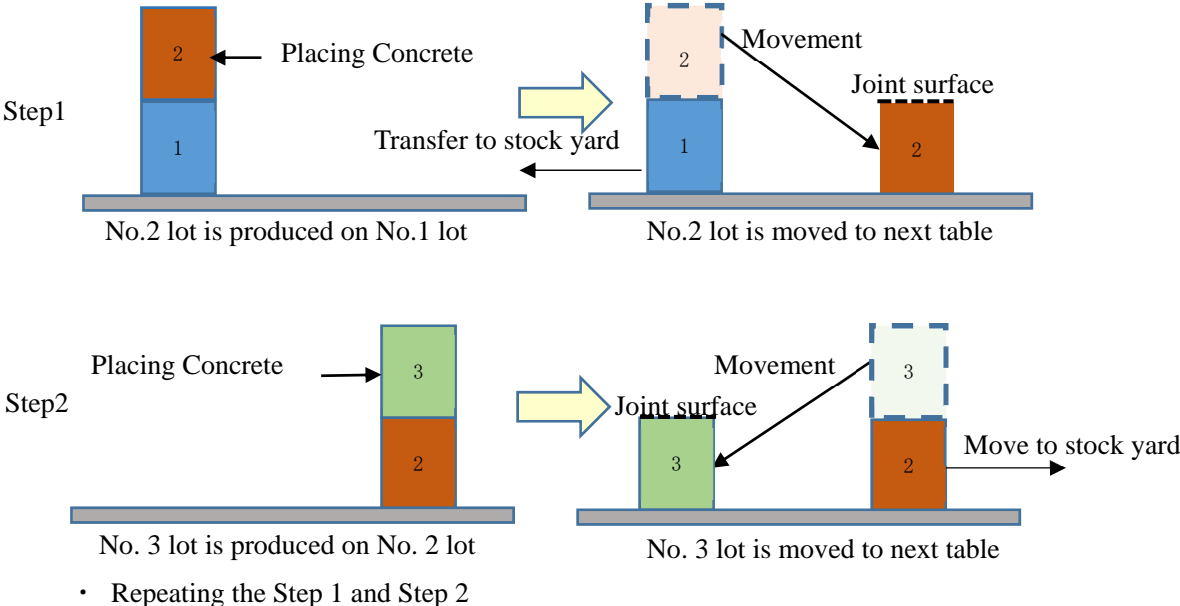 2
Placing Concrete
Step1
1
No.2 lot is produced on No.1 lot
2
Movement
Joint surface
Transfer to stock yard
1
2
No.2 lot is moved to next table
Placing Concrete
3
Step2
2
No. 3 lot is produced on No. 2 lot
Movement
3
Joint surface
3
2
Move to stock yard
No. 3 lot is moved to next table
・ Repeating the Step 1 and Step 2